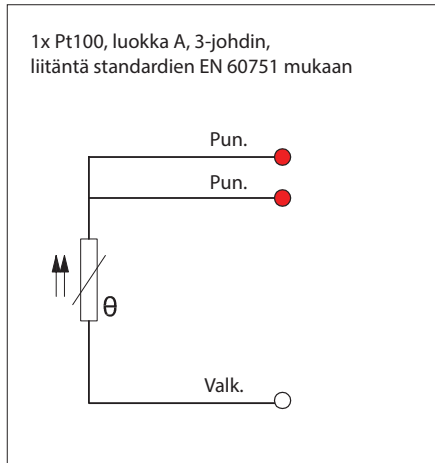 1x Pt100, luokka A, 3-johdin,
liitäntä standardien EN 60751 mukaan
Pun.
Pun.
θ
Valk.